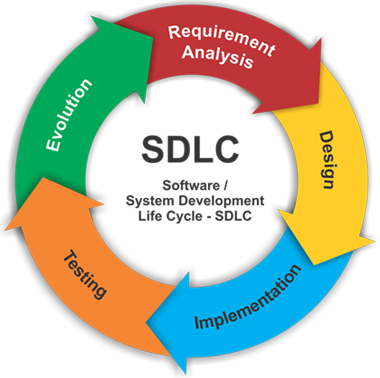 Requirement
Analysis
Design
Implementation
Testing
Evolution
SDLC
Software /
System Development
Life Cycle - SDLC